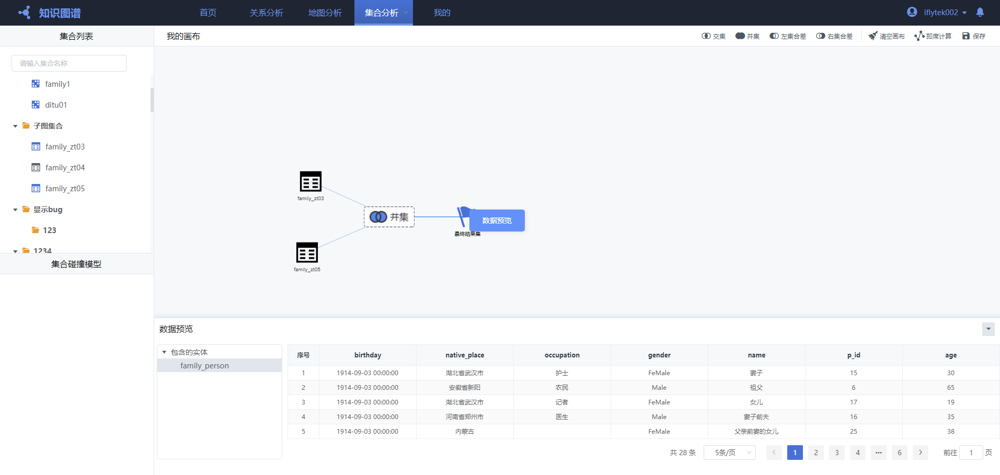 知识图谱
首页 关系分析 地图分析 集合分析 我的
iflytek002
集合列表
我的画布
交集 并集 左集合差 右集合差 清空画布 即席计算 保存
请输入集合名称
family1
ditu01
子图集合
family_zt03
family_zt04
family_zt05
显示bug
123
1234
集合碰撞模型
family_zt03
并集
数据预览
最终结果集
family_zt05
数据预览
包含的实体
family_person
序号 birthday native_place occupation gender name p_id age
1 1914-09-03 00:00:00 湖北省武汉市 护士 FeMale 妻子 15 30
2 1914-09-03 00:00:00 安徽省新阳 农民 Male 祖父 6 65
3 1914-09-03 00:00:00 湖北省武汉市 记者 FeMale 女儿 17 19
4 1914-09-03 00:00:00 河南省郑州市 医生 Male 妻子前夫 16 35
5 1914-09-03 00:00:00 内蒙古 FeMale 父亲前妻的女儿 25 38
共 28 条 5条/页 1 2 3 4 ··· 6 前往 1 页